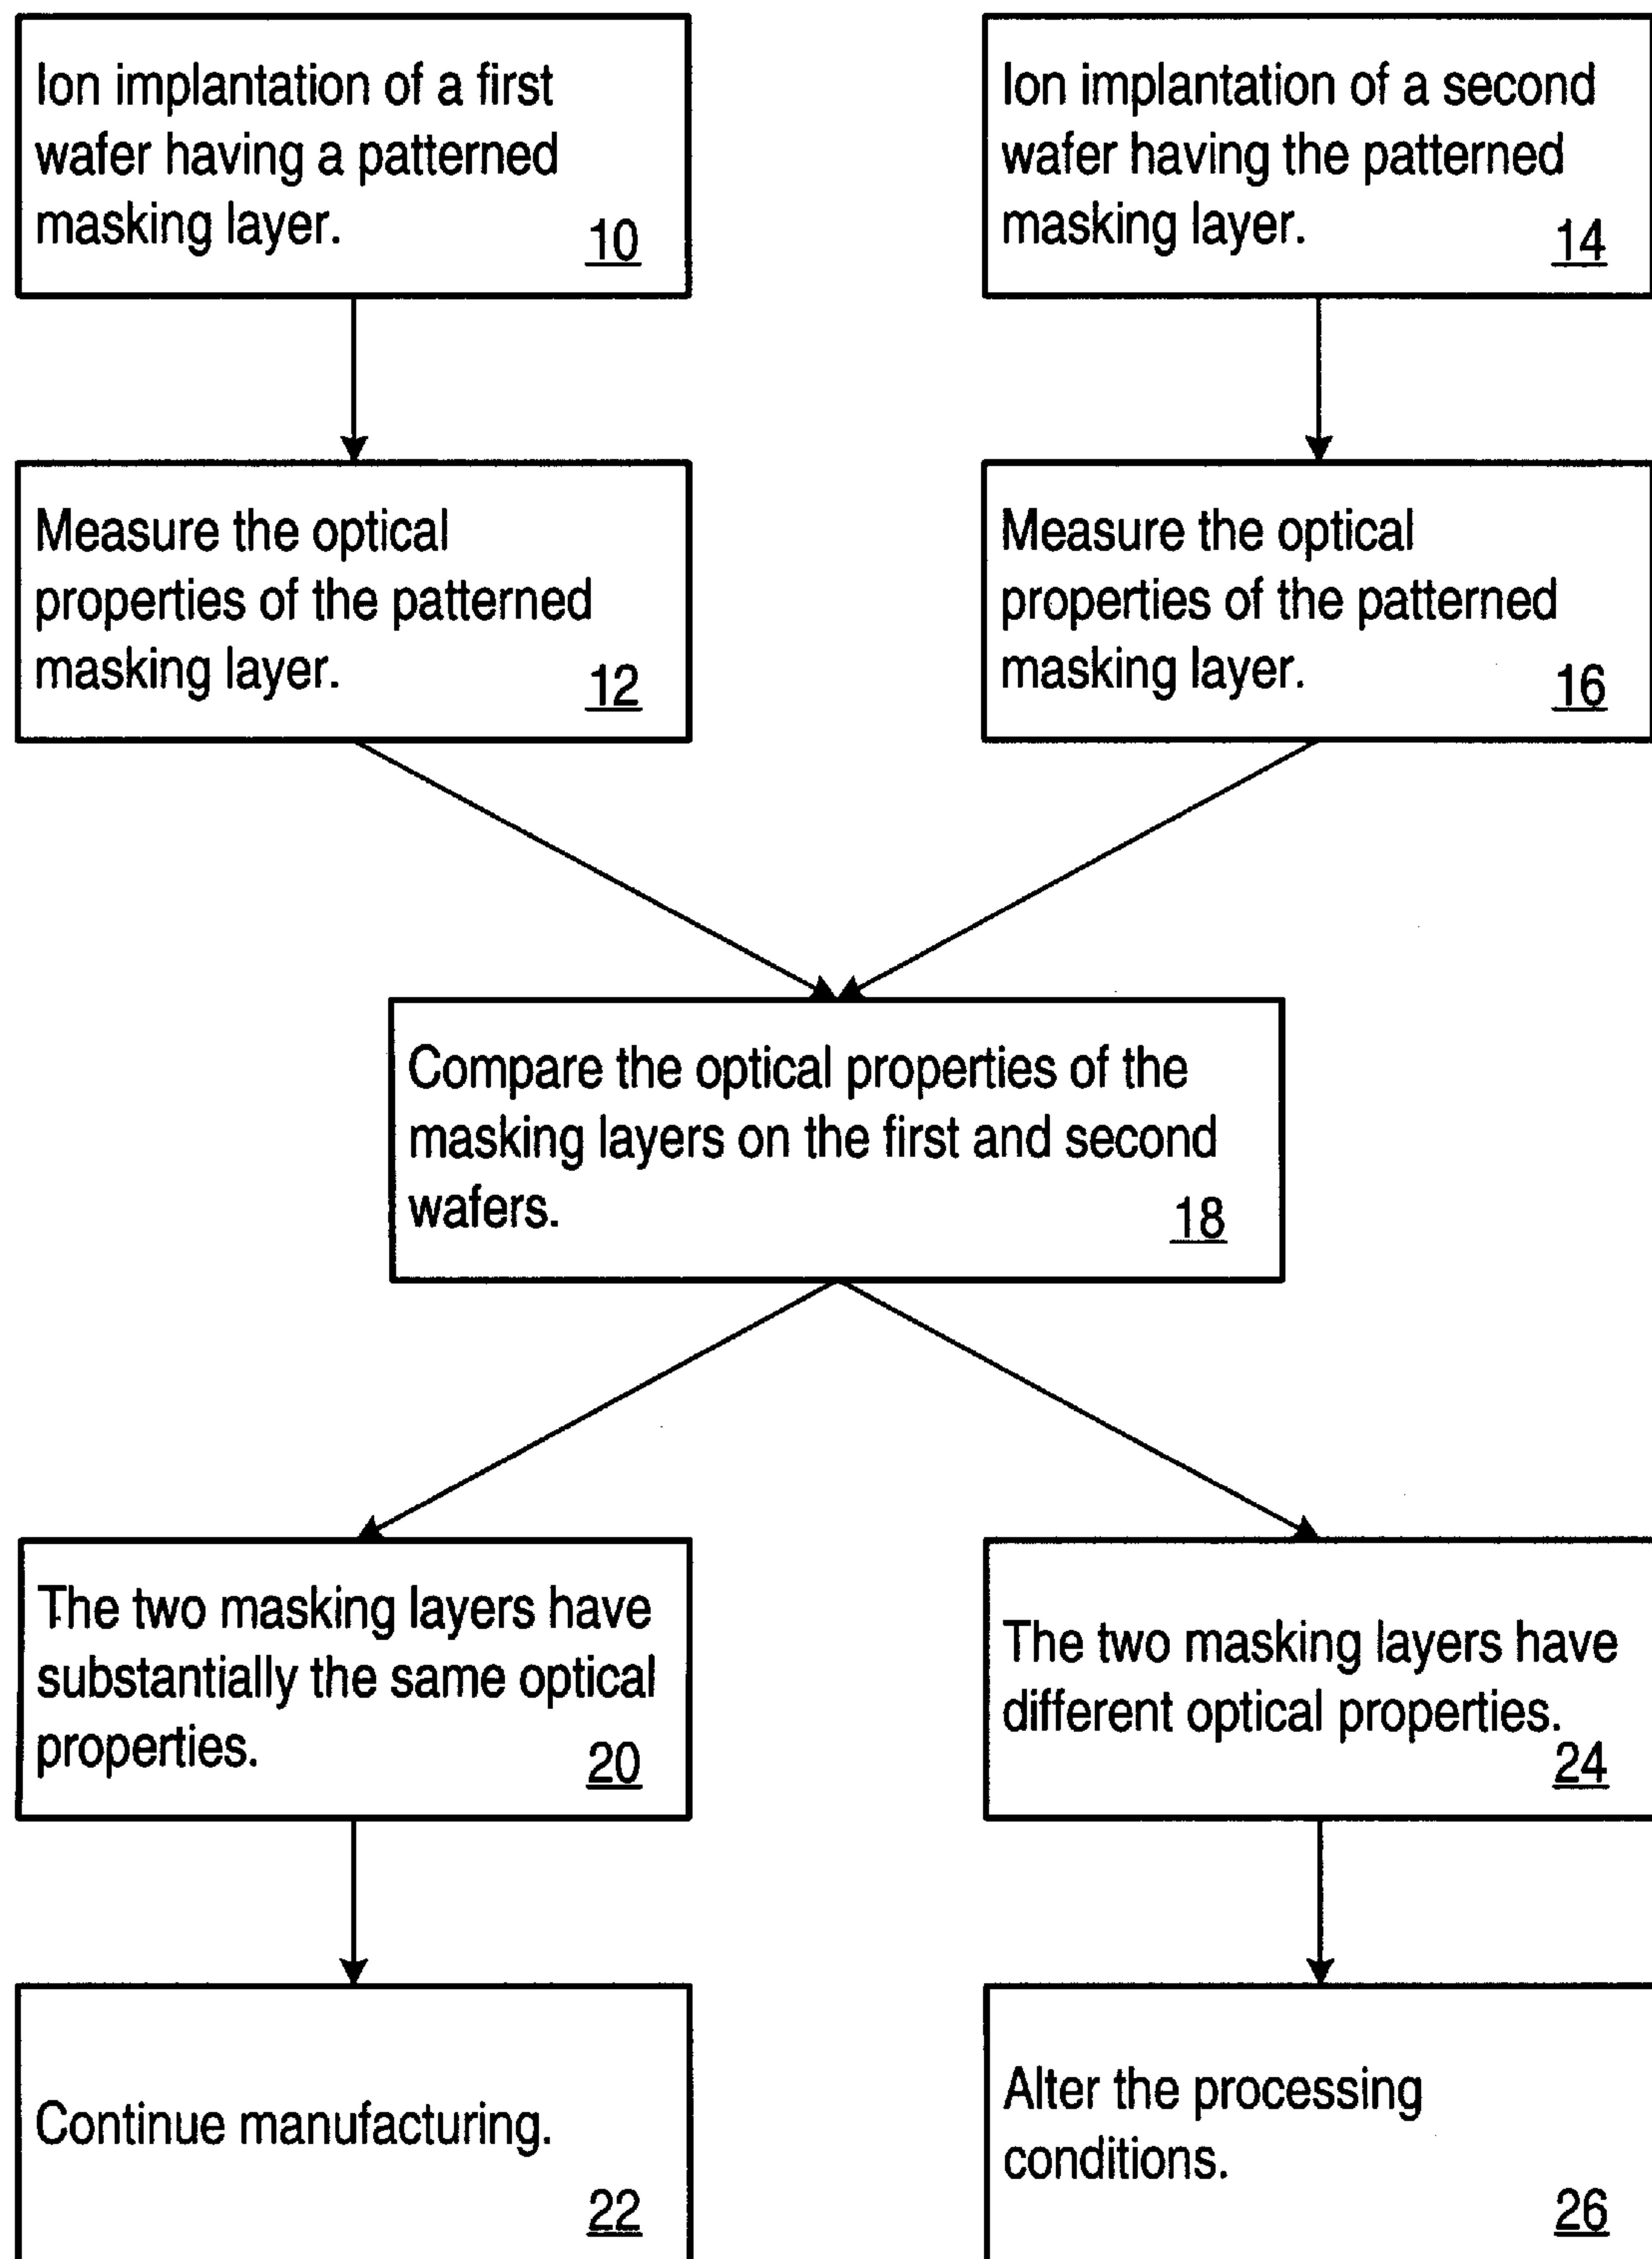 Ion implantation of a first
wafer having a patterned
masking layer.
10
Ion implantation of a second
wafer having the patterned
masking layer.
14
Measure the optical
properties of the patterned
masking layer.
12
Measure the optical
properties of the patterned
masking layer.
16
Compare the optical properties of the
masking layers on the first and second
wafers.
18
The two masking layers have
substantially the same optical
properties.
20
The two masking layers have
different optical properties.
24
Continue manufacturing.
22
Alter the processing
conditions.
26